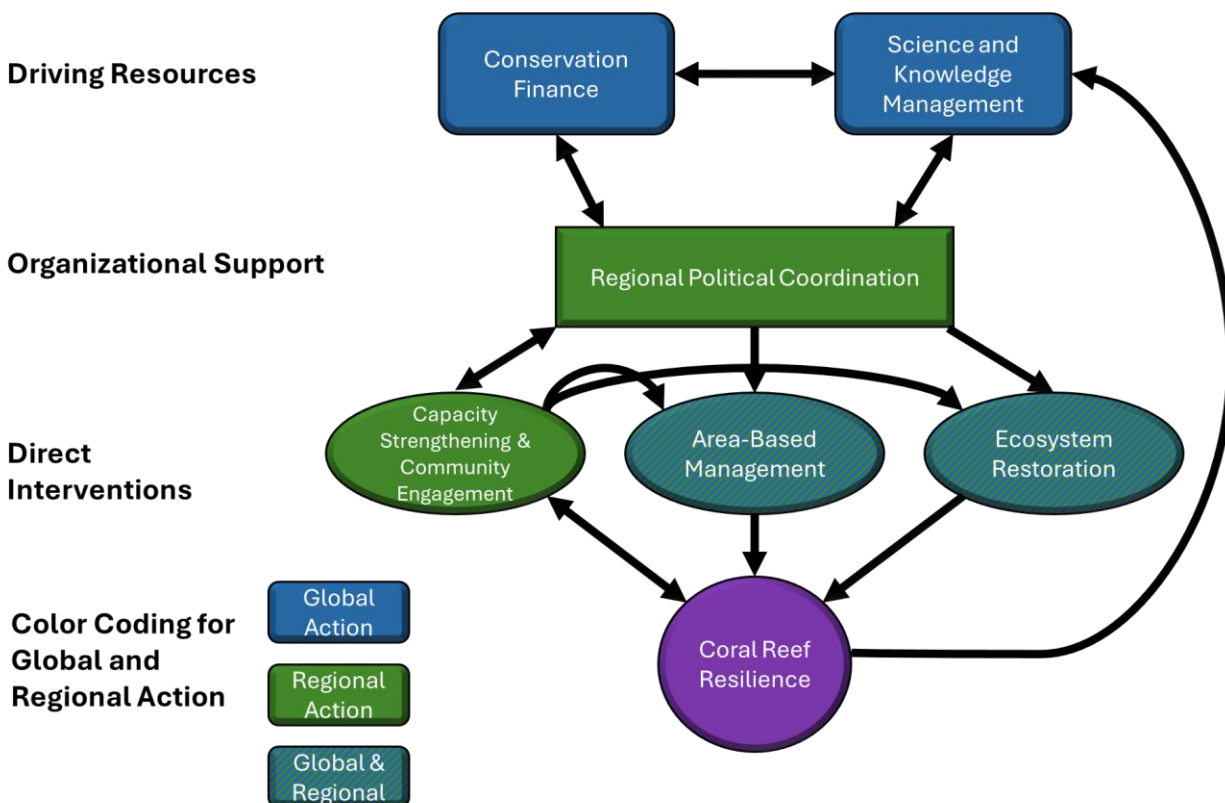 Driving Resources
Conservation
Finance
Science and
Knowledge
Management
Organizational Support
Regional Political Coordination
Direct
Interventions
Capacity
Strengthening &
Community
Engagement
Area-Based
Management
Ecosystem
Restoration
Coral Reef
Resilience
Color Coding for
Global and
Regional Action
Global
Action
Regional
Action
Global &
Regional